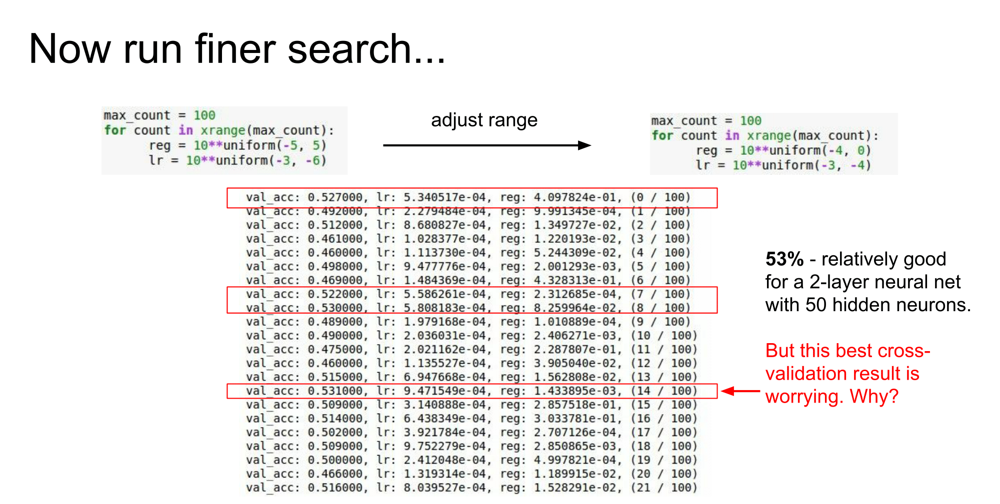 Now run finer search...
max_count = 100
for count in xrange(max_count):
reg = 10**uniform(-5, 5)
lr = 10**uniform(-3, -6)
adjust range
max_count = 100
for count in xrange(max_count):
reg = 10**uniform(-4, 0)
lr = 10**uniform(-3, -4)
val_acc: 0.527000, lr: 5.340517e-04, reg: 4.097824e-01, (0 / 100)
val_acc: 0.492000, lr: 2.279484e-04, reg: 9.991345e-04, (1 / 100)
val_acc: 0.512000, lr: 8.680827e-04, reg: 1.349727e-02, (2 / 100)
val_acc: 0.461000, lr: 1.028377e-04, reg: 1.220193e-02, (3 / 100)
val_acc: 0.460000, lr: 1.113730e-04, reg: 5.244309e-02, (4 / 100)
val_acc: 0.498000, lr: 9.477776e-04, reg: 2.001293e-03, (5 / 100)
val_acc: 0.469000, lr: 1.484369e-04, reg: 4.328313e-01, (6 / 100)
val_acc: 0.522000, lr: 5.586261e-04, reg: 2.312685e-04, (7 / 100)
val_acc: 0.530000, lr: 5.808183e-04, reg: 8.259964e-02, (8 / 100)
val_acc: 0.489000, lr: 1.979168e-04, reg: 1.010889e-04, (9 / 100)
val_acc: 0.490000, lr: 2.036031e-04, reg: 2.406271e-03, (10 / 100)
val_acc: 0.475000, lr: 2.021162e-04, reg: 2.287807e-01, (11 / 100)
val_acc: 0.460000, lr: 1.135527e-04, reg: 3.905040e-02, (12 / 100)
val_acc: 0.515000, lr: 6.947668e-04, reg: 1.562808e-02, (13 / 100)
val_acc: 0.531000, lr: 9.471549e-04, reg: 1.433895e-03, (14 / 100)
val_acc: 0.509000, lr: 3.140888e-04, reg: 2.857518e-01, (15 / 100)
val_acc: 0.514000, lr: 6.438349e-04, reg: 3.033781e-01, (16 / 100)
val_acc: 0.502000, lr: 3.921784e-04, reg: 2.707126e-04, (17 / 100)
val_acc: 0.509000, lr: 9.752279e-04, reg: 2.850865e-03, (18 / 100)
val_acc: 0.500000, lr: 2.412048e-04, reg: 4.997821e-04, (19 / 100)
val_acc: 0.466000, lr: 1.319314e-04, reg: 1.189915e-02, (20 / 100)
val_acc: 0.516000, lr: 8.039527e-04, reg: 1.528291e-02, (21 / 100)
53% - relatively good
for a 2-layer neural net
with 50 hidden neurons.
But this best cross-
validation result is
worrying. Why?